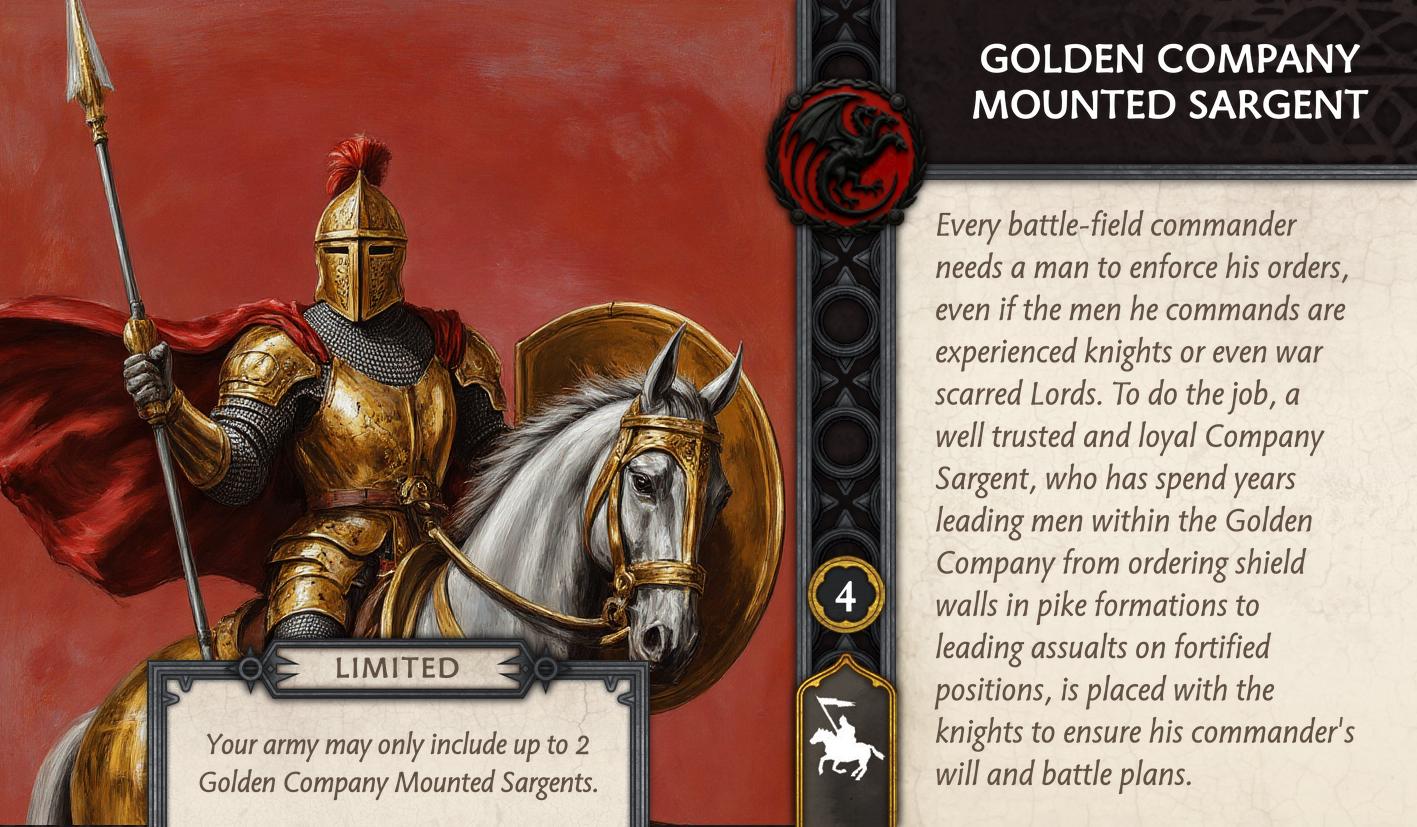 GOLDEN COMPANY
MOUNTED SARGENT
Every battle-field commander
needs a man to enforce his orders,
even if the men he commands are
experienced knights or even war
scarred Lords. To do the job, a
well trusted and loyal Company
Sargent, who has spend years
leading men within the Golden
Company from ordering shield
walls in pike formations to
leading assualts on fortified
positions, is placed with the
knights to ensure his commander's
will and battle plans.
4
LIMITED
Your army may only include up to 2
Golden Company Mounted Sargents.